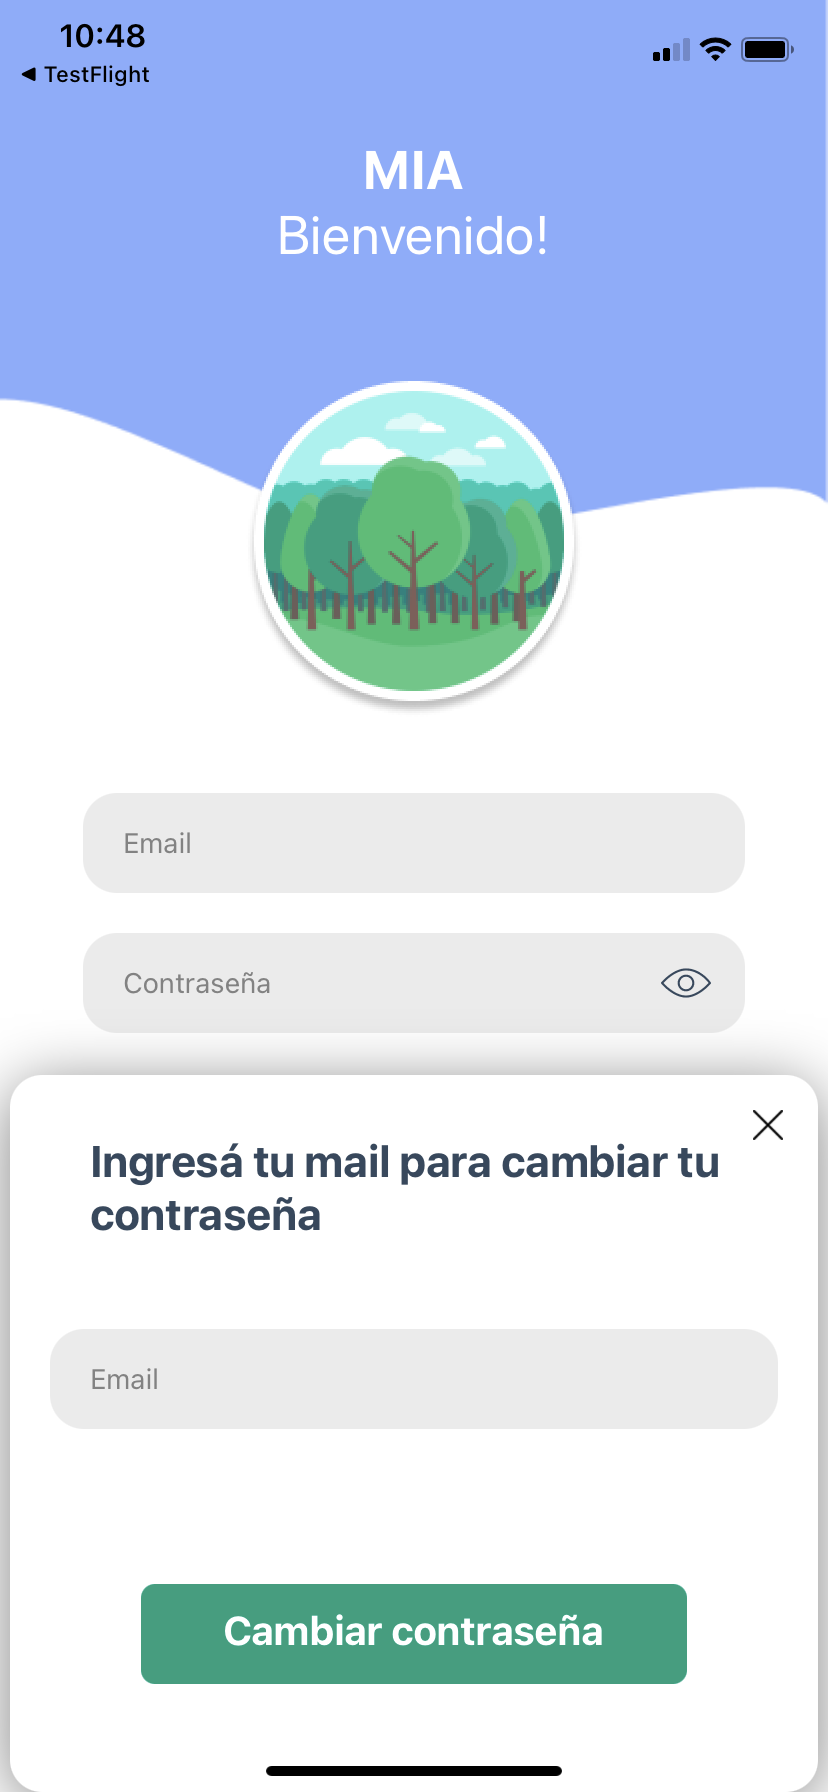 10:48
◀ TestFlight
MIA
Bienvenido!
Email
Contraseña
Ingresá tu mail para cambiar tu
contraseña
Email
Cambiar contraseña